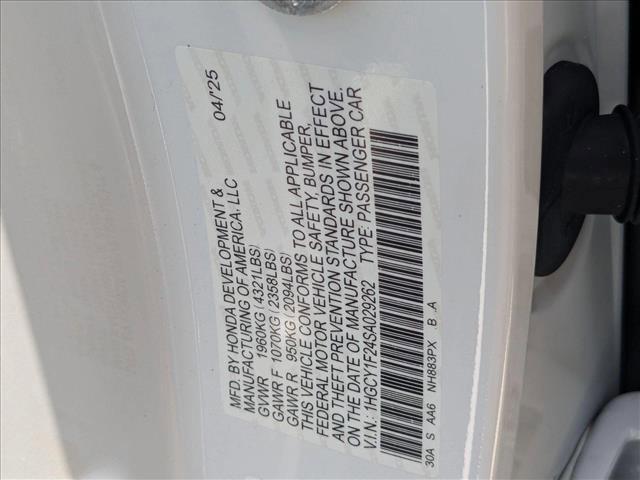 04/'25
MFD. BY HONDA DEVELOPMENT &
MANUFACTURING OF AMERICA, LLC
GVWR 1960KG (4321LBS)
GAWR F 1070KG (2358LBS)
GAWR R 950KG (2094LBS)
THIS VEHICLE CONFORMS TO ALL APPLICABLE
FEDERAL MOTOR VEHICLE SAFETY, BUMPER,
AND THEFT PREVENTION STANDARDS IN EFFECT
ON THE DATE OF MANUFACTURE SHOWN ABOVE.
V.I.N.: 1HGCY1F24SA029262 TYPE: PASSENGER CAR
30A S AA6 NH883PX B .A